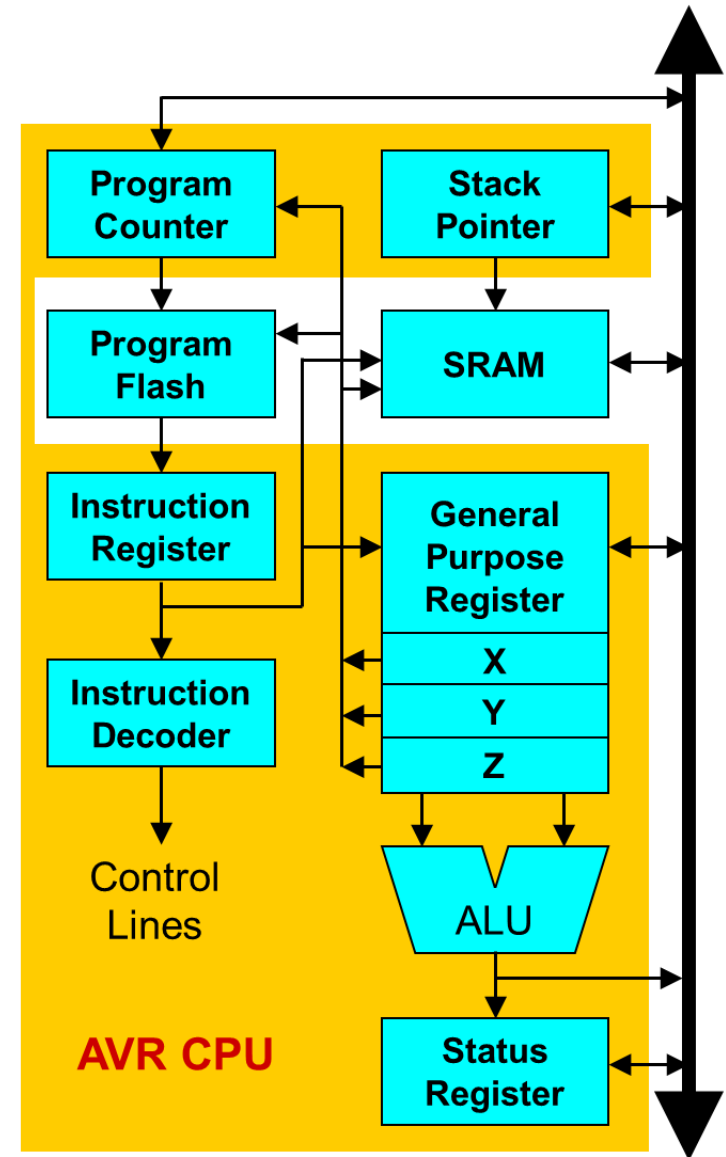 Program
Counter
Stack
Pointer
Program
Flash
SRAM
Instruction
Register
General
Purpose
Register
X
Y
Z
Instruction
Decoder
Control
Lines
ALU
AVR CPU
Status
Register